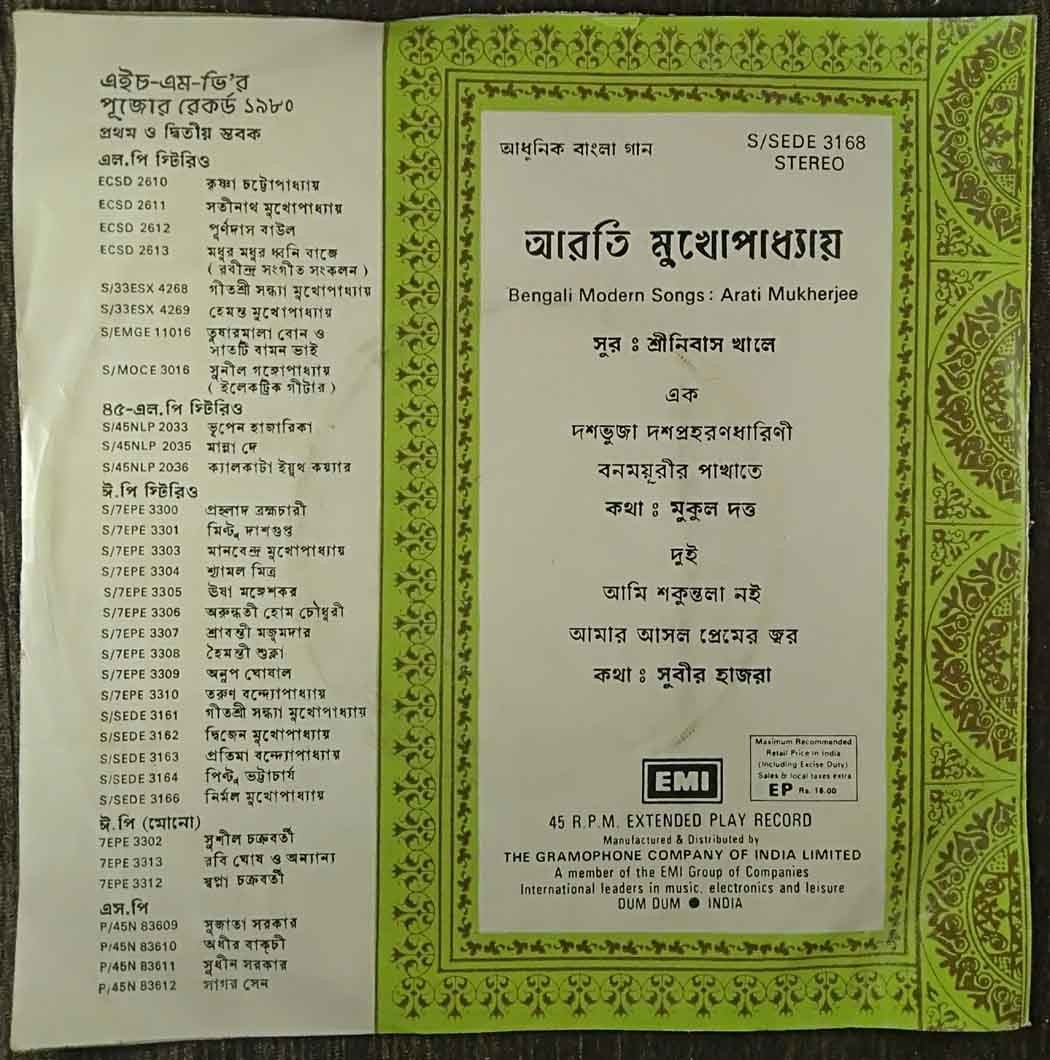 এইচ-এম-ভি'র
পূজোর রেকর্ড ১৯৮০
প্রথম ও দ্বিতীয় স্তবক
এল.পি স্টিরিও
ECSD 2610 কৃষ্ণা চট্টোপাধ্যায়
ECSD 2611 সতীনাথ মুখোপাধ্যায়
ECSD 2612 পূর্ণদাস বাউল
ECSD 2613 মধুর মধুর ধ্বনি বাজে
( রবীন্দ্র সংগীত সংকলন )
S/33ESX 4268 গীতশ্রী সন্ধ্যা মুখোপাধ্যায়
S/33ESX 4269 হেমন্ত মুখোপাধ্যায়
S/EMGE 11016 তুষারমালা বোন ও
সাতটি বামন ভাই
S/MOCE 3016 সুনীল গঙ্গোপাধ্যায়
( ইলেকট্রিক গীটার )
৪৫-এল.পি স্টিরিও
S/45NLP 2033 ভূপেন হাজারিকা
S/45NLP 2035 মান্না দে
S/45NLP 2036 ক্যালকাটা ইয়ুথ কয়্যার
ঈ.পি স্টিরিও
S/7EPE 3300 প্রহ্লাদ ব্রহ্মচারী
S/7EPE 3301 মিন্টু দাশগুপ্ত
S/7EPE 3303 মানবেন্দ্র মুখোপাধ্যায়
S/7EPE 3304 শ্যামল মিত্র
S/7EPE 3305 ঊষা মঙ্গেশকর
S/7EPE 3306 অরুন্ধতী হোম চৌধুরী
S/7EPE 3307 শ্রাবন্তী মজুমদার
S/7EPE 3308 হৈমন্তী শুক্লা
S/7EPE 3309 অনুপ ঘোষাল
S/7EPE 3310 তরুণ বন্দ্যোপাধ্যায়
S/SEDE 3161 গীতশ্রী সন্ধ্যা মুখোপাধ্যায়
S/SEDE 3162 দ্বিজেন মুখোপাধ্যায়
S/SEDE 3163 প্রতিমা বন্দ্যোপাধ্যায়
S/SEDE 3164 পিন্টু ভট্টাচার্য
S/SEDE 3166 নির্মল মুখোপাধ্যায়
ঈ.পি (মোনো)
7EPE 3302 সুশীল চক্রবর্তী
7EPE 3313 রবি ঘোষ ও অন্যান্য
7EPE 3312 স্বপ্না চক্রবর্তী
এস.পি
P/45N 83609 সুজাতা সরকার
P/45N 83610 অধীর বাকচী
P/45N 83611 সুধীন সরকার
P/45N 83612 সাগর সেন
আধুনিক বাংলা গান
S/SEDE 3168
STEREO
আরতি মুখোপাধ্যায়
Bengali Modern Songs : Arati Mukherjee
সুর : শ্রীনিবাস খালে
এক
দশভুজা দশপ্রহরণধারিণী
বনময়ূরীর পাখাতে
কথা : মুকুল দত্ত
দুই
আমি শকুন্তলা নই
আমার আসল প্রেমের জ্বর
কথা : সুবীর হাজরা
EMI
Maximum Recommended
Retail Price in India
(Including Excise Duty)
Sales & local taxes extra
EP Rs. 18.00
45 R.P.M. EXTENDED PLAY RECORD
Manufactured & Distributed by
THE GRAMOPHONE COMPANY OF INDIA LIMITED
A member of the EMI Group of Companies
International leaders in music, electronics and leisure
DUM DUM ● INDIA